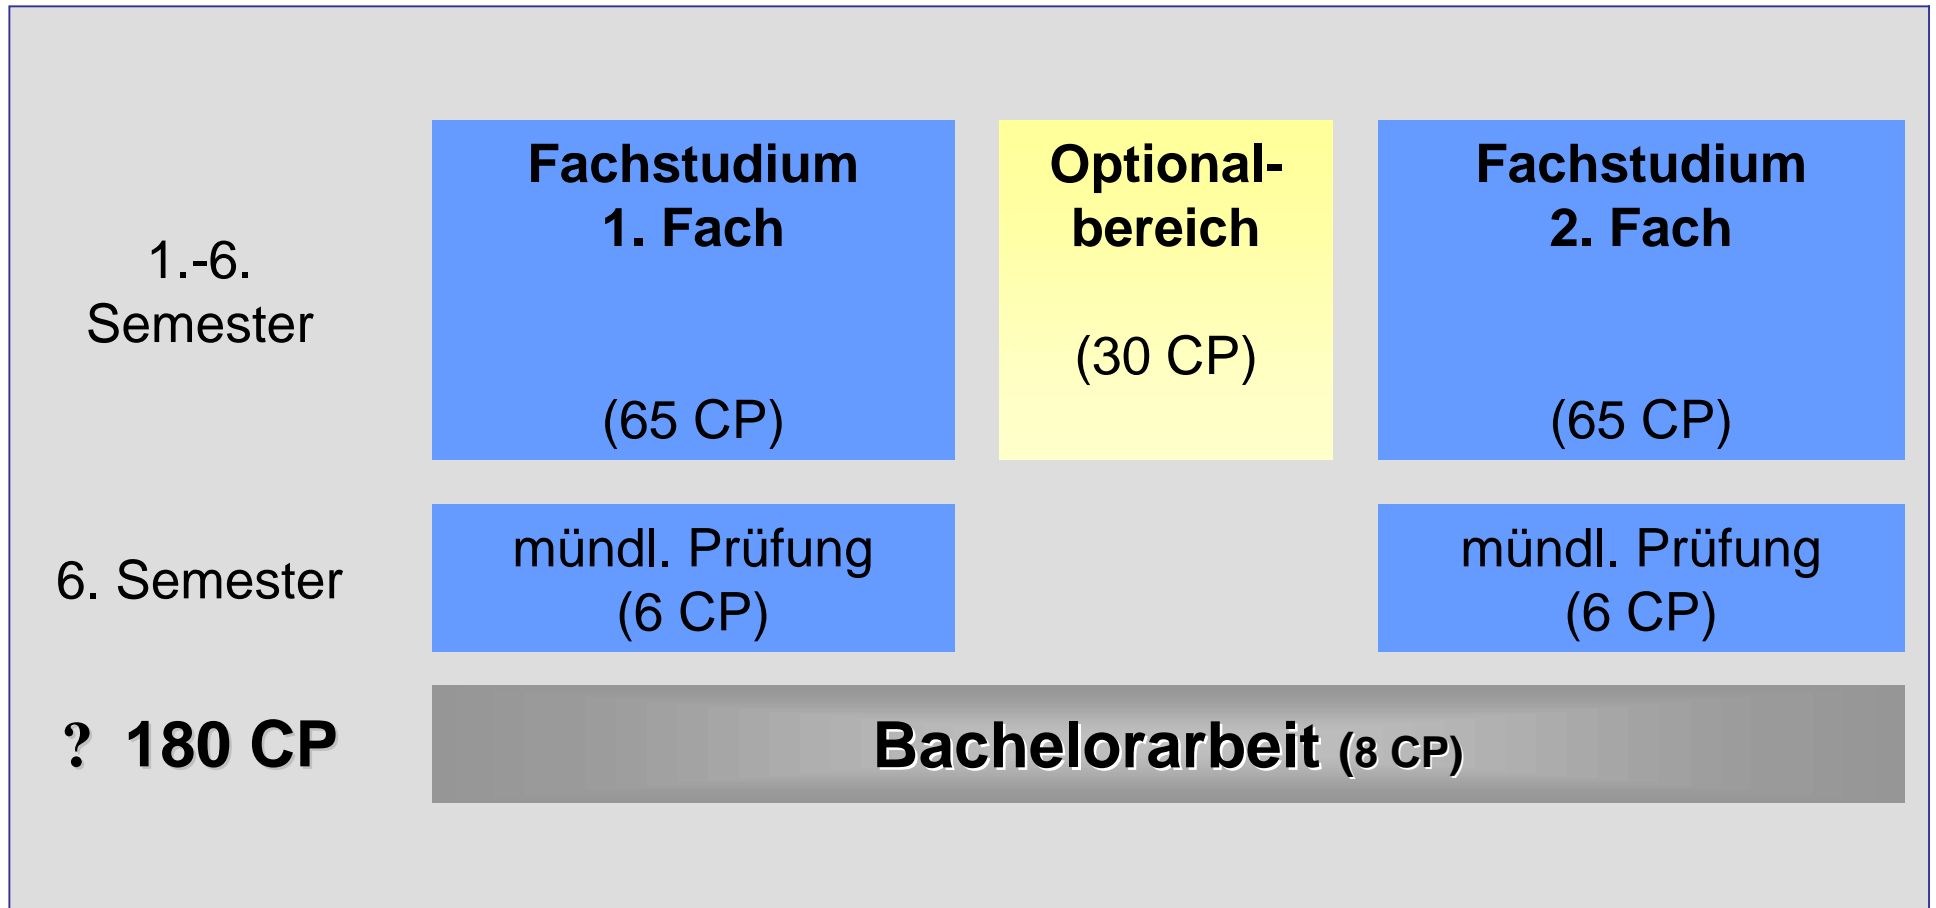 1.-6.
Semester
Fachstudium
1. Fach
(65 CP)
Optional-
bereich
(30 CP)
Fachstudium
2. Fach
(65 CP)
6. Semester
mündl. Prüfung
(6 CP)
mündl. Prüfung
(6 CP)
? 180 CP
Bachelorarbeit (8 CP)